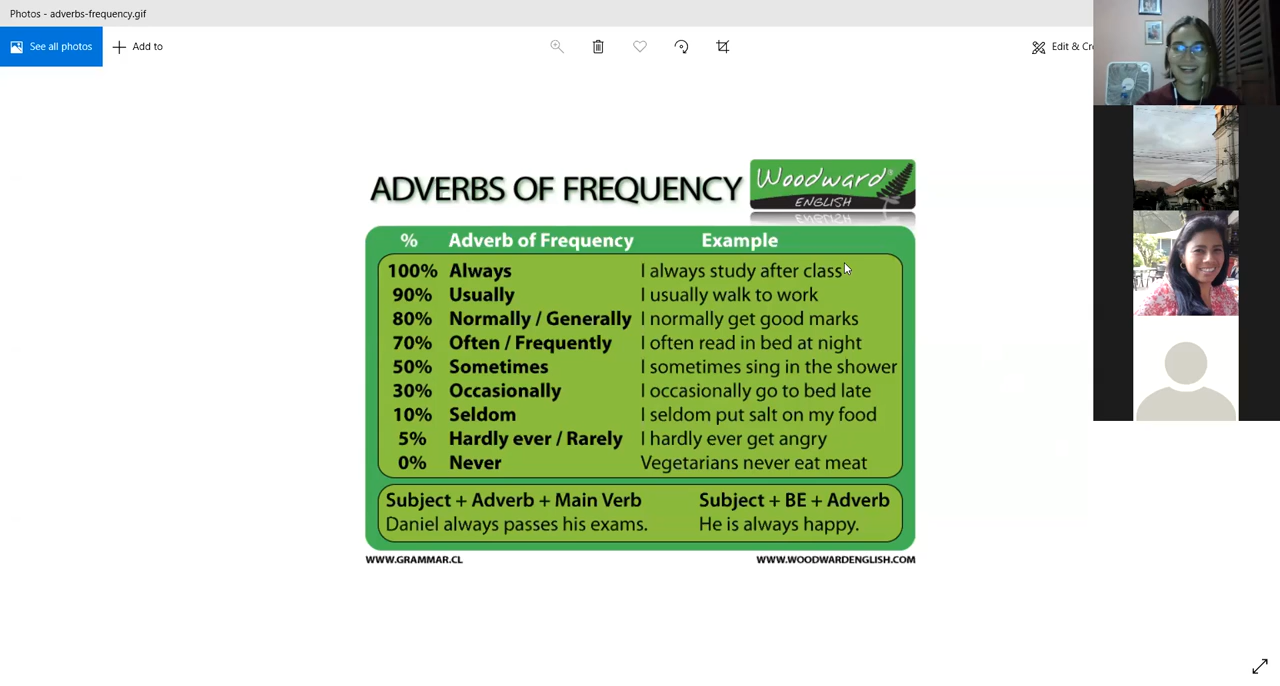 Photos - adverbs-frequency.gif
See all photos
Add to
ADVERBS OF FREQUENCY
Woodward®
ENGLISH
% Adverb of Frequency Example
100% Always I always study after class
90% Usually I usually walk to work
80% Normally / Generally I normally get good marks
70% Often / Frequently I often read in bed at night
50% Sometimes I sometimes sing in the shower
30% Occasionally I occasionally go to bed late
10% Seldom I seldom put salt on my food
5% Hardly ever / Rarely I hardly ever get angry
0% Never Vegetarians never eat meat
Subject + Adverb + Main Verb Subject + BE + Adverb
Daniel always passes his exams. He is always happy.
WWW.GRAMMAR.CL WWW.WOODWARDENGLISH.COM